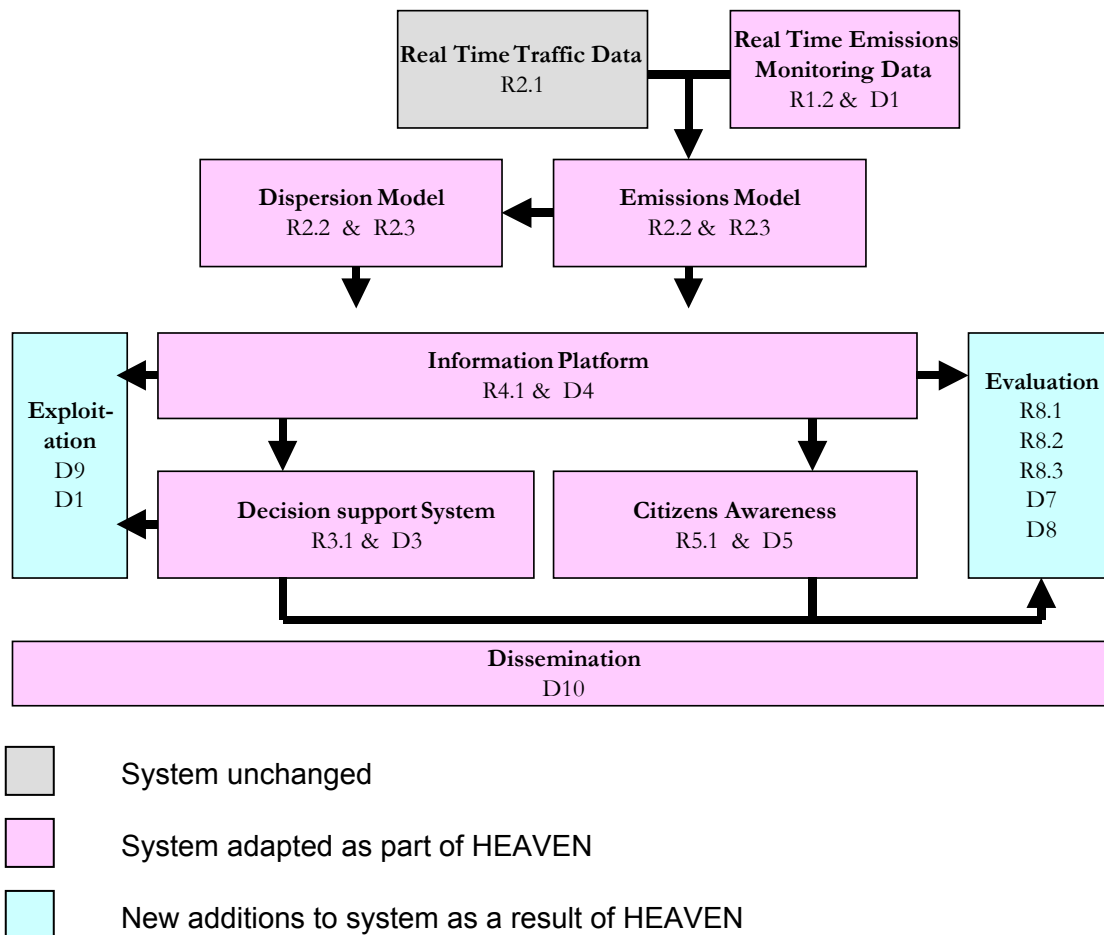 Real Time Traffic Data
R2.1
Real Time Emissions
Monitoring Data
R1.2 & D1
Dispersion Model
R2.2 & R2.3
Emissions Model
R2.2 & R2.3
Information Platform
R4.1 & D4
Exploit-
ation
D9
D1
Evaluation
R8.1
R8.2
R8.3
D7
D8
Decision support System
R3.1 & D3
Citizens Awareness
R5.1 & D5
Dissemination
D10
System unchanged
System adapted as part of HEAVEN
New additions to system as a result of HEAVEN